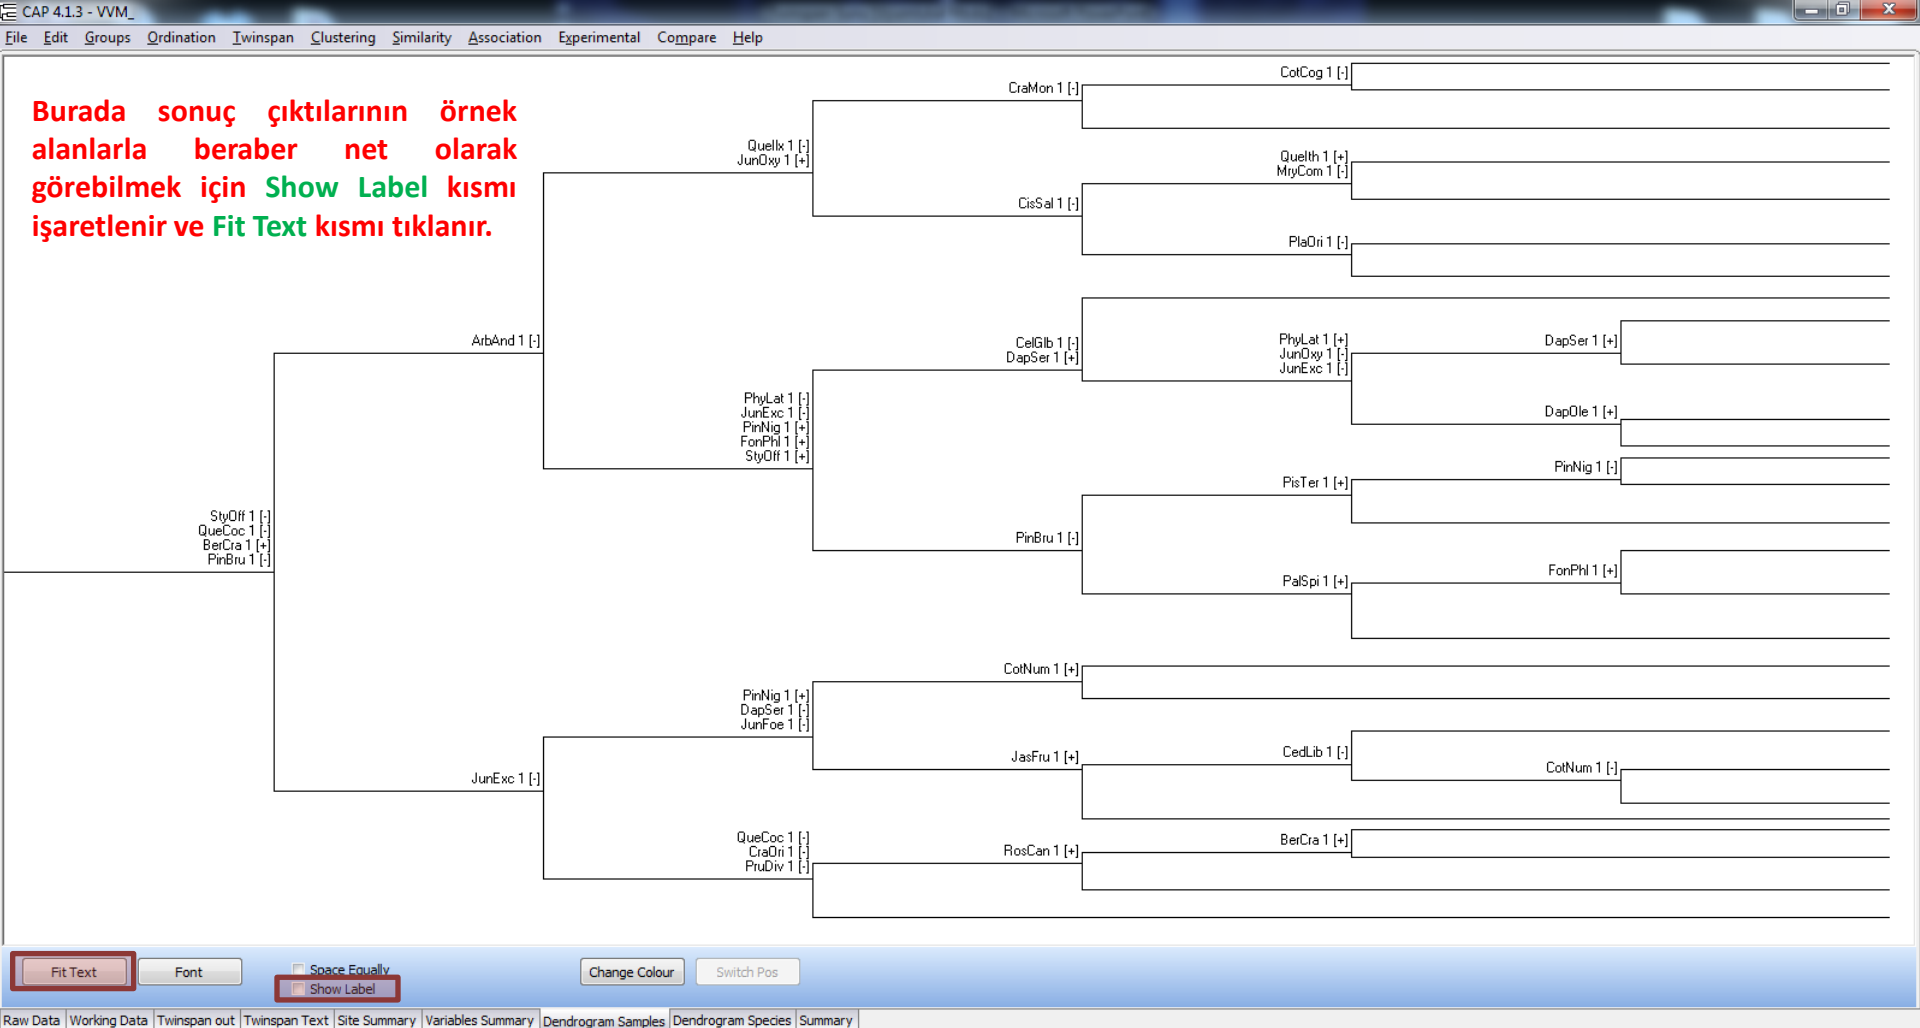 CAP 4.1.3 - VVM_
File Edit Groups Ordination Twinspan Clustering Similarity Association Experimental Compare Help
Burada sonuç çıktılarının örnek
alanlarla beraber net olarak
görebilmek için Show Label kısmı
işaretlenir ve Fit Text kısmı tıklanır.
StyOff 1 [-]
QueCoc 1 [-]
BerCra 1 [+]
PinBru 1 [-]
ArbAnd 1 [-]
JunExc 1 [-]
QueIlx 1 [-]
JunOxy 1 [+]
PhyLat 1 [-]
JunExc 1 [-]
PinNig 1 [+]
FonPhl 1 [+]
StyOff 1 [+]
PinNig 1 [+]
DapSer 1 [-]
JunFoe 1 [-]
QueCoc 1 [-]
CraOri 1 [-]
PruDiv 1 [-]
CraMon 1 [-]
CisSal 1 [-]
CelGlb 1 [-]
DapSer 1 [+]
PinBru 1 [-]
CotNum 1 [+]
JasFru 1 [+]
RosCan 1 [+]
CotCog 1 [-]
QueIth 1 [+]
MryCom 1 [-]
PlaOri 1 [-]
PhyLat 1 [+]
JunOxy 1 [-]
JunExc 1 [-]
PisTer 1 [+]
PalSpi 1 [+]
CedLib 1 [-]
BerCra 1 [+]
DapSer 1 [+]
DapOle 1 [+]
PinNig 1 [-]
FonPhl 1 [+]
CotNum 1 [-]
Fit Text
Font
Space Equally
Show Label
Change Colour
Switch Pos
Raw Data Working Data Twinspan out Twinspan Text Site Summary Variables Summary Dendrogram Samples Dendrogram Species Summary